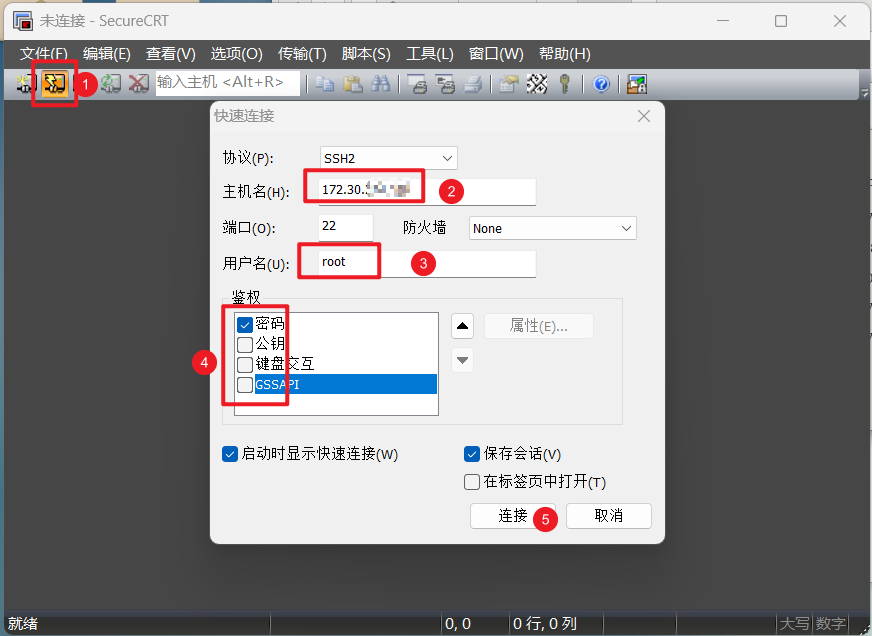 未连接 - SecureCRT
文件(F) 编辑(E) 查看(V) 选项(O) 传输(T) 脚本(S) 工具(L) 窗口(W) 帮助(H)
1 输入主机 <Alt+R>
快速连接
协议(P): SSH2
主机名(H): 172.30. 2
端口(O): 22 防火墙 None
用户名(U): root 3
鉴权
密码
公钥
属性(E)...
4 键盘交互
GSSAPI
启动时显示快速连接(W) 保存会话(V)
在标签页中打开(T)
连接 5 取消
就绪 0, 0 0 行, 0 列 大写 数字